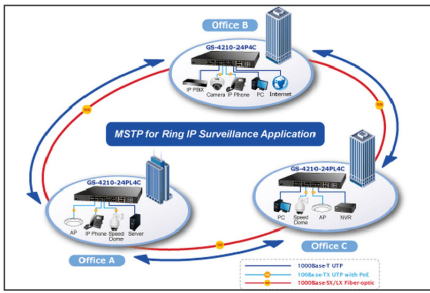 Office B
GS-4210-24P4C
IP PBX Camera IP Phone PC Internet
MSTP for Ring IP Surveillance Application
GS-4210-24PL4C
AP IP Phone Speed Dome Server
Office A
GS-4210-24PL4C
PC Speed Dome AP NVR
Office C
1000Base-T UTP
100Base-TX UTP with PoE
1000Base-SX/LX Fiber-optic